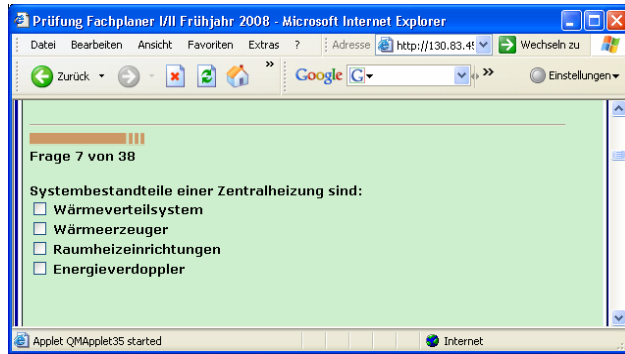 Prüfung Fachplaner I/II Frühjahr 2008 - Microsoft Internet Explorer
Datei Bearbeiten Ansicht Favoriten Extras ? Adresse http://130.83.4 Wechseln zu
Zurück » Google G » Einstellungen
Frage 7 von 38
Systembestandteile einer Zentralheizung sind:
Wärmeverteilsystem
Wärmeerzeuger
Raumheizeinrichtungen
Energieverdoppler
Applet QMApplet35 started Internet